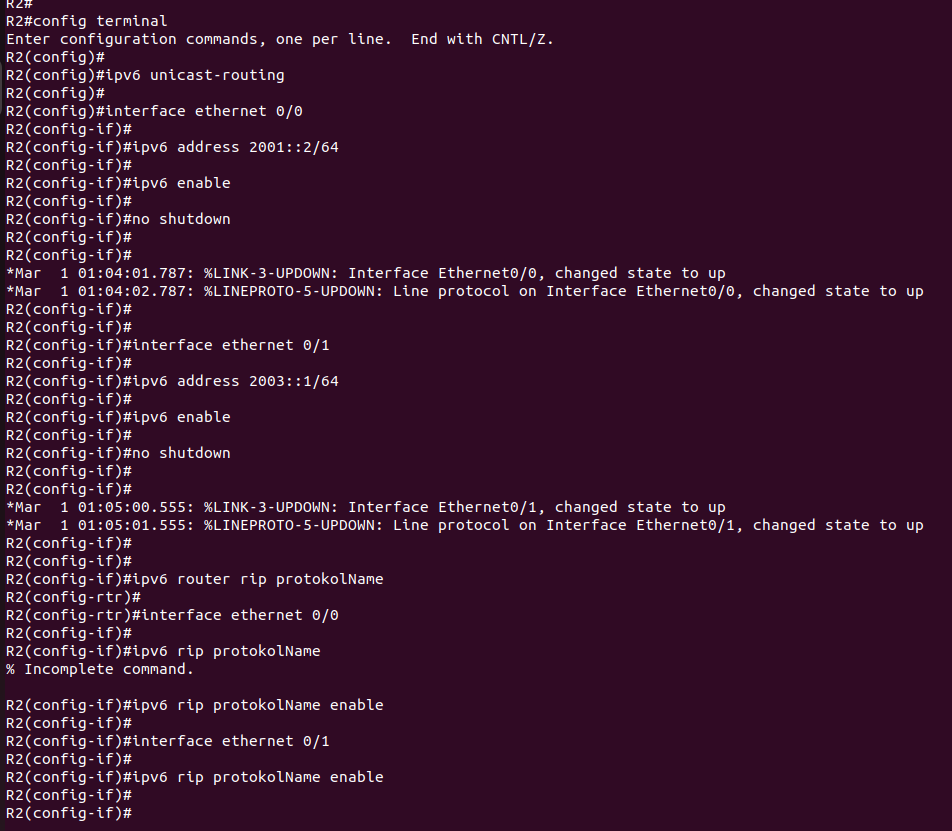 R2#
R2#config terminal
Enter configuration commands, one per line.  End with CNTL/Z.
R2(config)#
R2(config)#ipv6 unicast-routing
R2(config)#
R2(config)#interface ethernet 0/0
R2(config-if)#
R2(config-if)#ipv6 address 2001::2/64
R2(config-if)#
R2(config-if)#ipv6 enable
R2(config-if)#
R2(config-if)#no shutdown
R2(config-if)#
R2(config-if)#
*Mar  1 01:04:01.787: %LINK-3-UPDOWN: Interface Ethernet0/0, changed state to up
*Mar  1 01:04:02.787: %LINEPROTO-5-UPDOWN: Line protocol on Interface Ethernet0/0, changed state to up
R2(config-if)#
R2(config-if)#
R2(config-if)#interface ethernet 0/1
R2(config-if)#
R2(config-if)#ipv6 address 2003::1/64
R2(config-if)#
R2(config-if)#ipv6 enable
R2(config-if)#
R2(config-if)#no shutdown
R2(config-if)#
R2(config-if)#
*Mar  1 01:05:00.555: %LINK-3-UPDOWN: Interface Ethernet0/1, changed state to up
*Mar  1 01:05:01.555: %LINEPROTO-5-UPDOWN: Line protocol on Interface Ethernet0/1, changed state to up
R2(config-if)#
R2(config-if)#
R2(config-if)#ipv6 router rip protokolName
R2(config-rtr)#
R2(config-rtr)#interface ethernet 0/0
R2(config-if)#
R2(config-if)#ipv6 rip protokolName
% Incomplete command.

R2(config-if)#ipv6 rip protokolName enable
R2(config-if)#
R2(config-if)#interface ethernet 0/1
R2(config-if)#
R2(config-if)#ipv6 rip protokolName enable
R2(config-if)#
R2(config-if)#